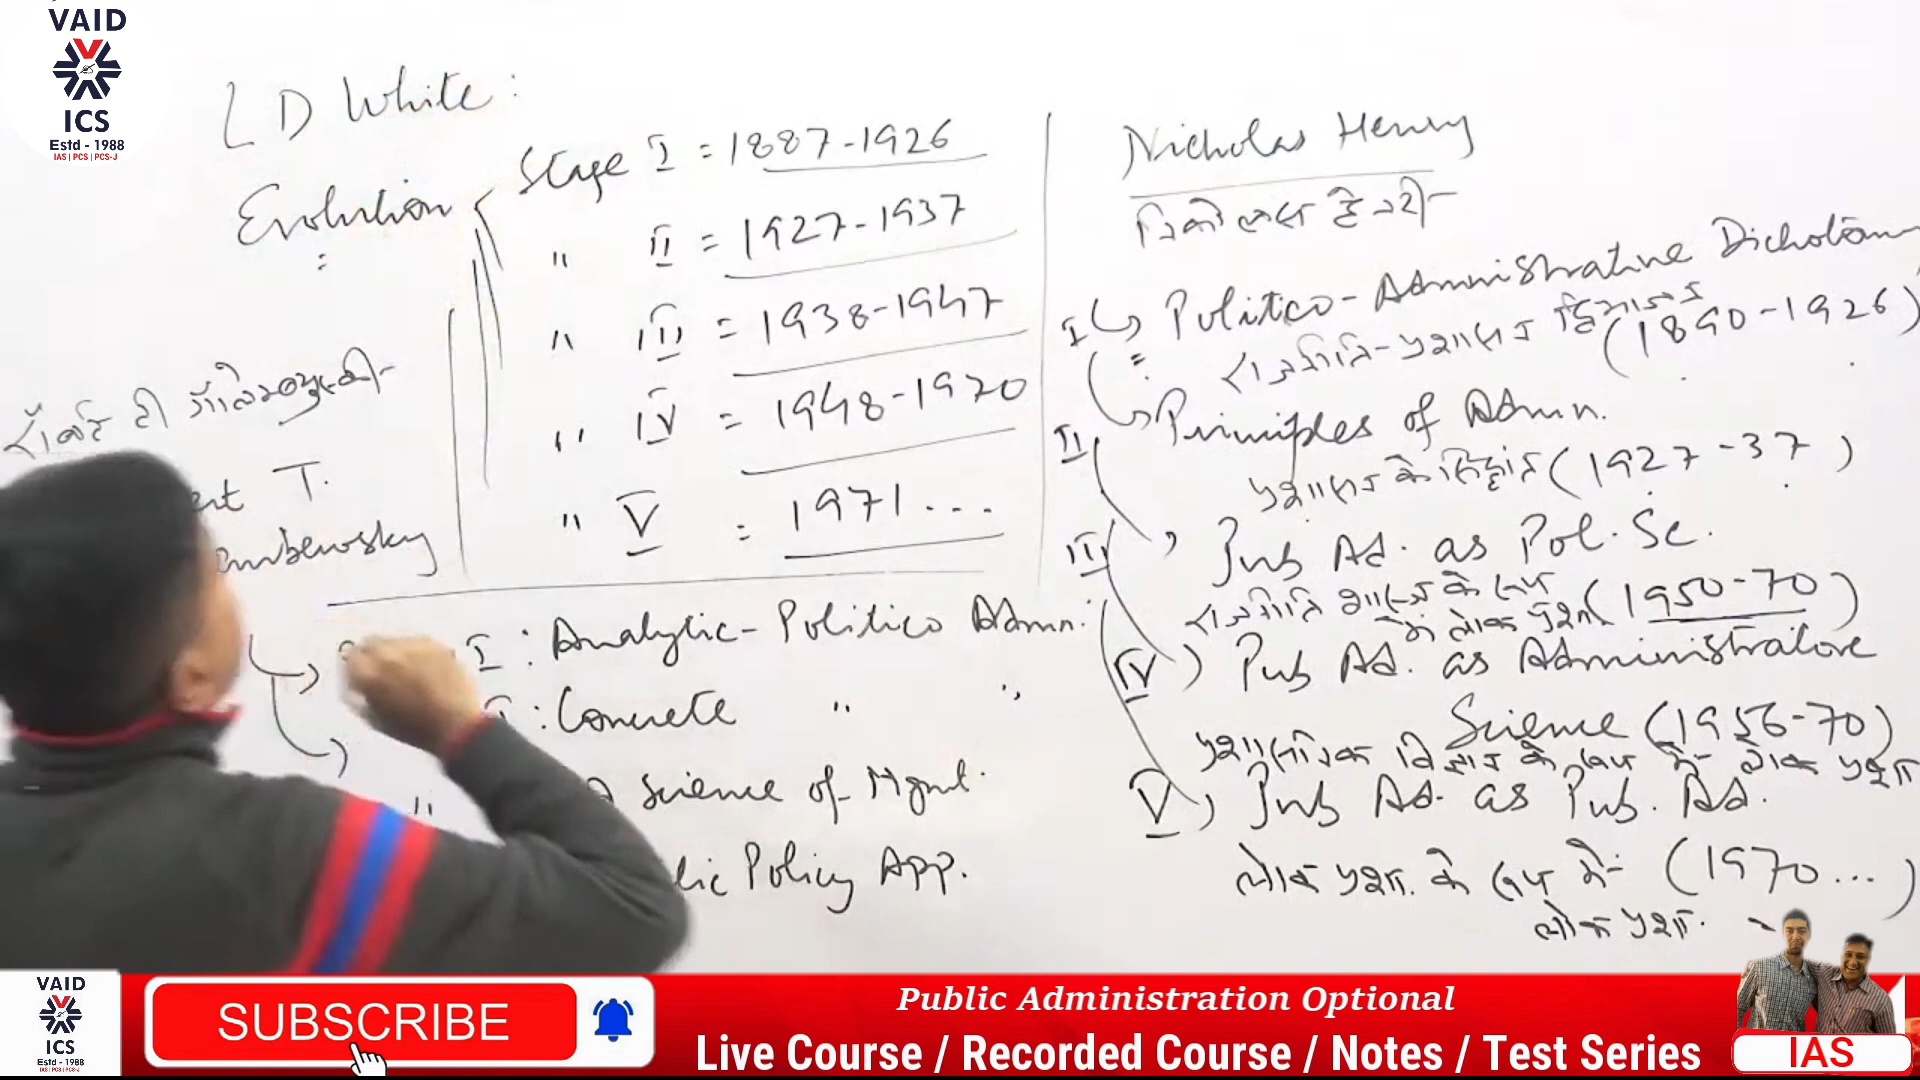 VAID
ICS
Estd - 1988
IAS | PCS | PCS-J
L D White :
Evolution
Stage I = 1887-1926
" II = 1927-1937
" III = 1938-1947
" IV = 1948-1970
" V = 1971...
T.
I : Analytic - Politico Admn.
: Concrete " "
" Science of Mgmt.
Policy App.
Nicholas Henry
निकोलस हेनरी
I Politico-Administrative Dichotomy
राजनीति-प्रशासन द्विभाजन (1890-1926)
II Principles of Admn.
प्रशासन के सिद्धांत (1927-37)
III Pub Ad. as Pol. Sc.
राजनीति शास्त्र के रूप
में लोक प्रशा. (1950-70)
IV) Pub Ad. as Administrative
Science (1956-70)
प्रशासनिक विज्ञान के रूप में लोक प्रशा
V) Pub Ad. as Pub. Ad.
लोक प्रशा. के रूप में (1970...)
लोक प्रशा.
VAID
ICS
Estd - 1988
IAS | PCS | PCS-J
SUBSCRIBE
Public Administration Optional
Live Course / Recorded Course / Notes / Test Series
IAS